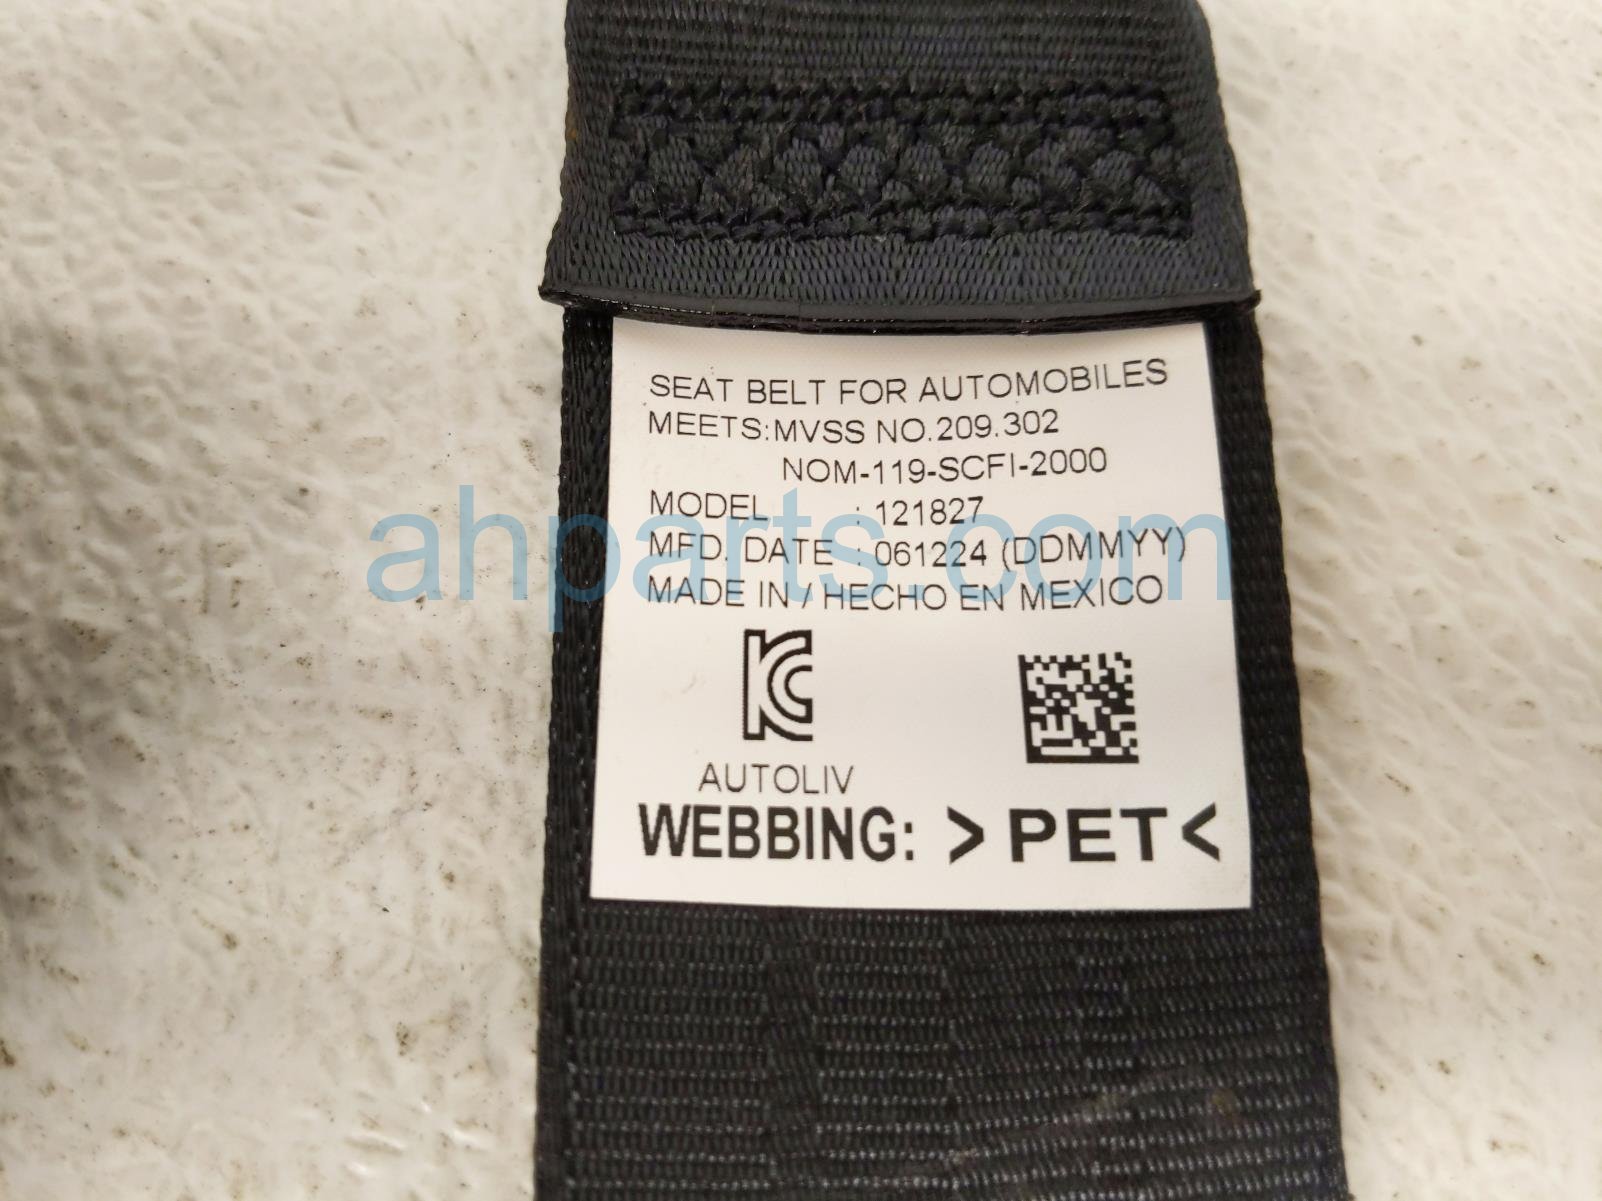 SEAT BELT FOR AUTOMOBILES
MEETS:MVSS NO.209.302
NOM-119-SCFI-2000
MODEL : 121827
MFD. DATE : 061224 (DDMMYY)
MADE IN / HECHO EN MEXICO
KC
AUTOLIV
WEBBING: >PET<
ahparts.com